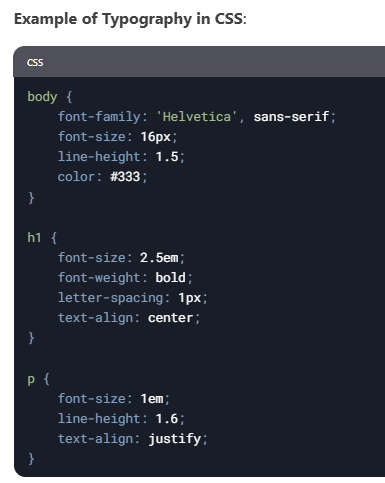 Example of Typography in CSS:
css
body {
    font-family: 'Helvetica', sans-serif;
    font-size: 16px;
    line-height: 1.5;
    color: #333;
}

h1 {
    font-size: 2.5em;
    font-weight: bold;
    letter-spacing: 1px;
    text-align: center;
}

p {
    font-size: 1em;
    line-height: 1.6;
    text-align: justify;
}